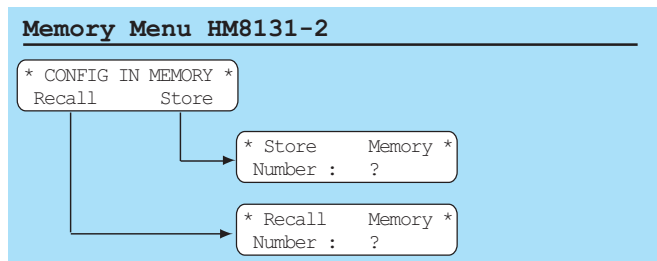 Memory Menu HM8131-2
* CONFIG IN MEMORY *
Recall Store
* Store Memory *
Number : ?
* Recall Memory *
Number : ?